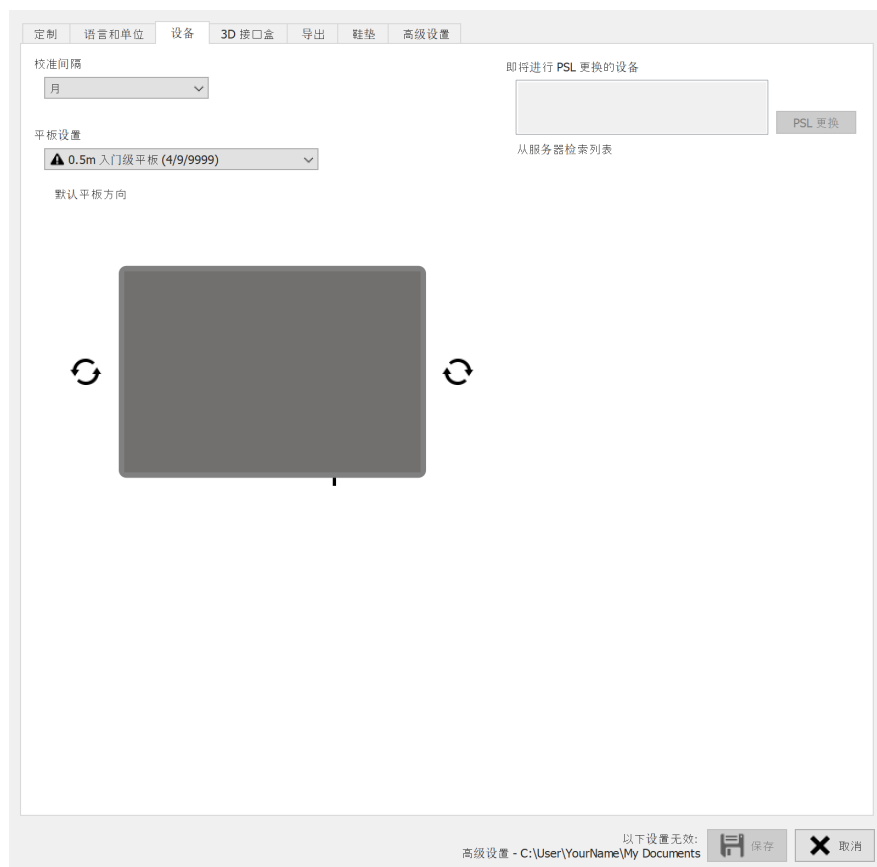 定制 语言和单位 设备 3D 接口盒 导出 鞋垫 高级设置
校准间隔
月
即将进行 PSL 更换的设备
PSL 更换
从服务器检索列表
平板设置
0.5m 入门级平板 (4/9/9999)
默认平板方向
以下设置无效:
高级设置 - C:\User\YourName\My Documents
保存
取消